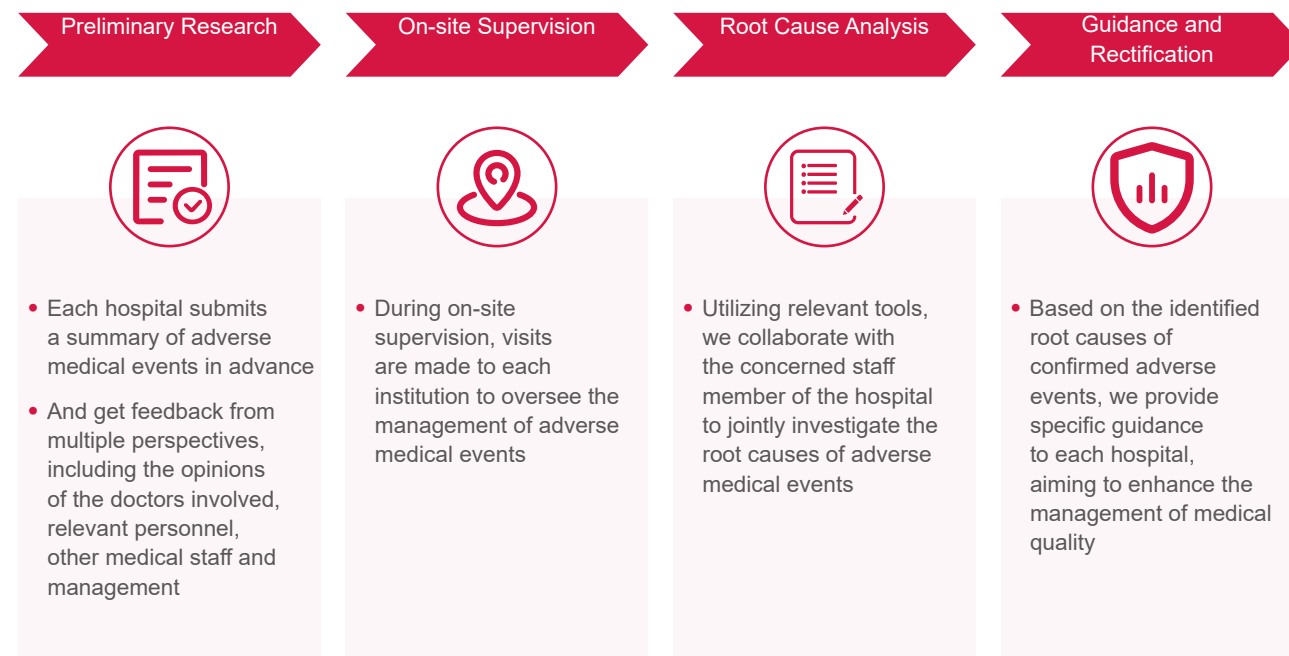 Preliminary Research
On-site Supervision
Root Cause Analysis
Guidance and
Rectification
• Each hospital submits
a summary of adverse
medical events in advance
• And get feedback from
multiple perspectives,
including the opinions
of the doctors involved,
relevant personnel,
other medical staff and
management
• During on-site
supervision, visits
are made to each
institution to oversee the
management of adverse
medical events
• Utilizing relevant tools,
we collaborate with
the concerned staff
member of the hospital
to jointly investigate the
root causes of adverse
medical events
• Based on the identified
root causes of
confirmed adverse
events, we provide
specific guidance
to each hospital,
aiming to enhance the
management of medical
quality